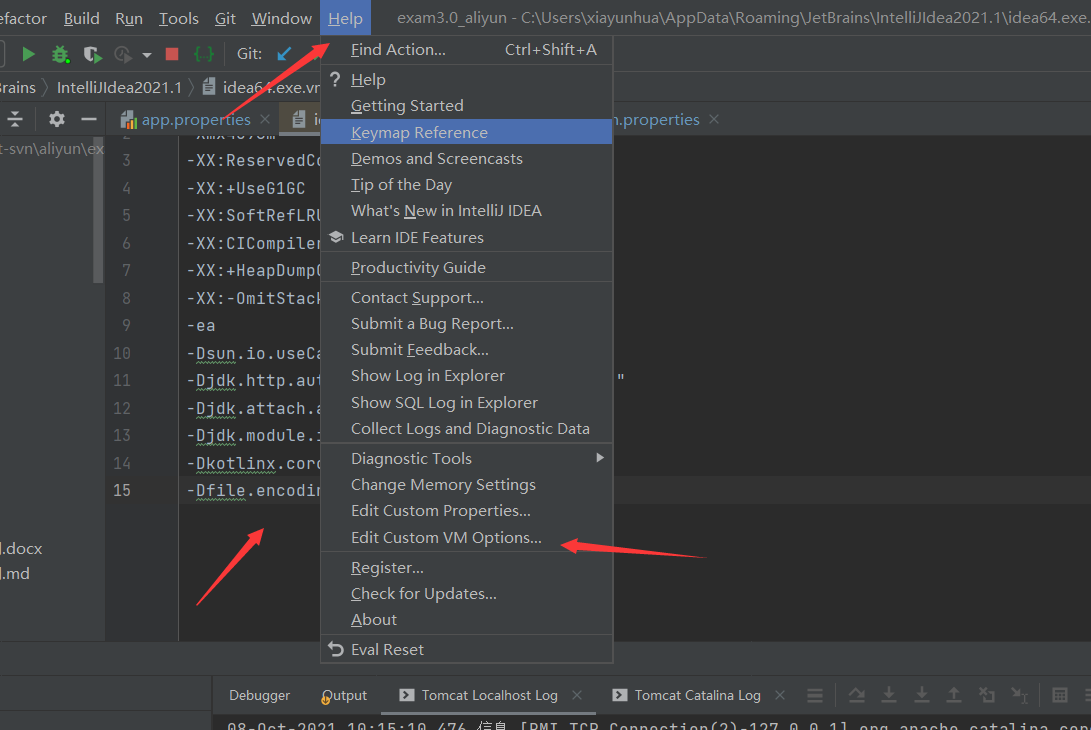 efactor Build Run Tools Git Window Help exam3.0_aliyun - C:\Users\xiayunhua\AppData\Roaming\JetBrains\IntelliJIdea2021.1\idea64.exe.
Git:
Brains IntelliJIdea2021.1 idea64.exe.vr
app.properties n.properties
t-svn\aliyun\ex
3 -XX:ReservedCo
4 -XX:+UseG1GC
5 -XX:SoftRefLRU
6 -XX:CICompiler
7 -XX:+HeapDumpO
8 -XX:-OmitStack
9 -ea
10 -Dsun.io.useCa
11 -Djdk.http.aut "
12 -Djdk.attach.a
13 -Djdk.module.i
14 -Dkotlinx.coro
15 -Dfile.encodin
].docx
].md
Find Action... Ctrl+Shift+A
? Help
Getting Started
Keymap Reference
Demos and Screencasts
Tip of the Day
What's New in IntelliJ IDEA
Learn IDE Features
Productivity Guide
Contact Support...
Submit a Bug Report...
Submit Feedback...
Show Log in Explorer
Show SQL Log in Explorer
Collect Logs and Diagnostic Data
Diagnostic Tools
Change Memory Settings
Edit Custom Properties...
Edit Custom VM Options...
Register...
Check for Updates...
About
Eval Reset
Debugger Output Tomcat Localhost Log Tomcat Catalina Log
08-Oct-2021 10:15:10.476 信息 [RMI TCP Connection(2)-127.0.0.1] org.apache.catalina.cor